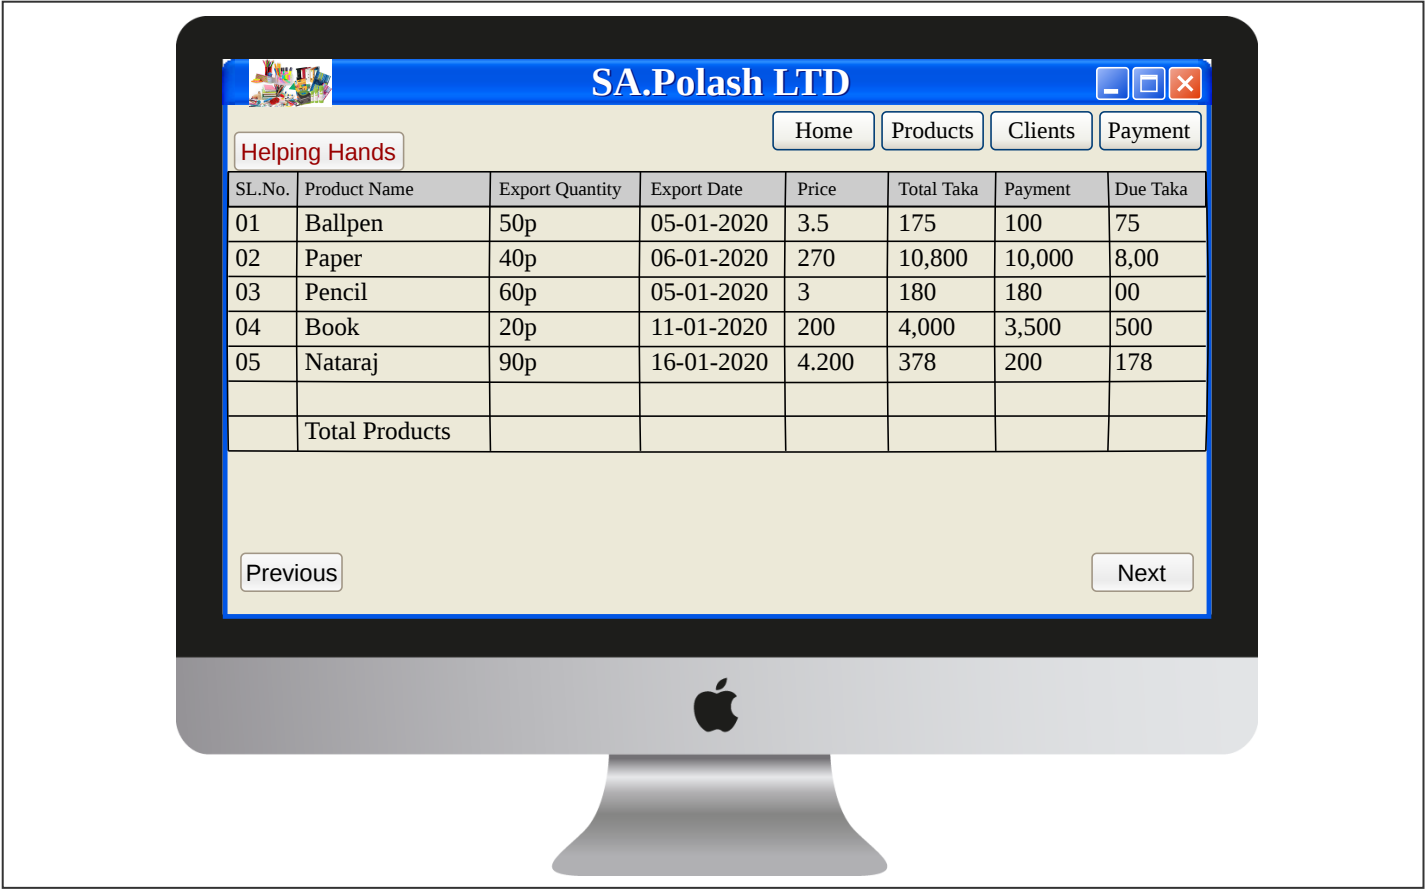 SA.Polash LTD
Home Products Clients Payment
Helping Hands
SL.No. Product Name Export Quantity Export Date Price Total Taka Payment Due Taka
01 Ballpen 50p 05-01-2020 3.5 175 100 75
02 Paper 40p 06-01-2020 270 10,800 10,000 8,00
03 Pencil 60p 05-01-2020 3 180 180 00
04 Book 20p 11-01-2020 200 4,000 3,500 500
05 Nataraj 90p 16-01-2020 4.200 378 200 178
Total Products
Previous Next